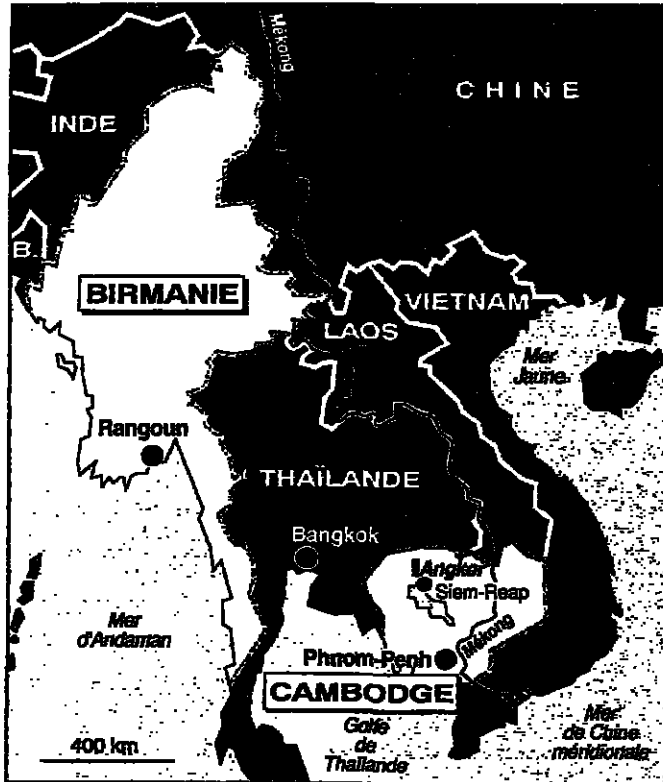 Mékong
CHINE
INDE
B.
BIRMANIE
VIETNAM
LAOS
Mer
Jaune
Rangoun
THAÏLANDE
Bangkok
Angkor
Siem-Reap
Mer
d'Andaman
Mékong
Phnom-Penh
CAMBODGE
Golfe
de
Thaïlande
Mer
de Chine
méridionale
400 km